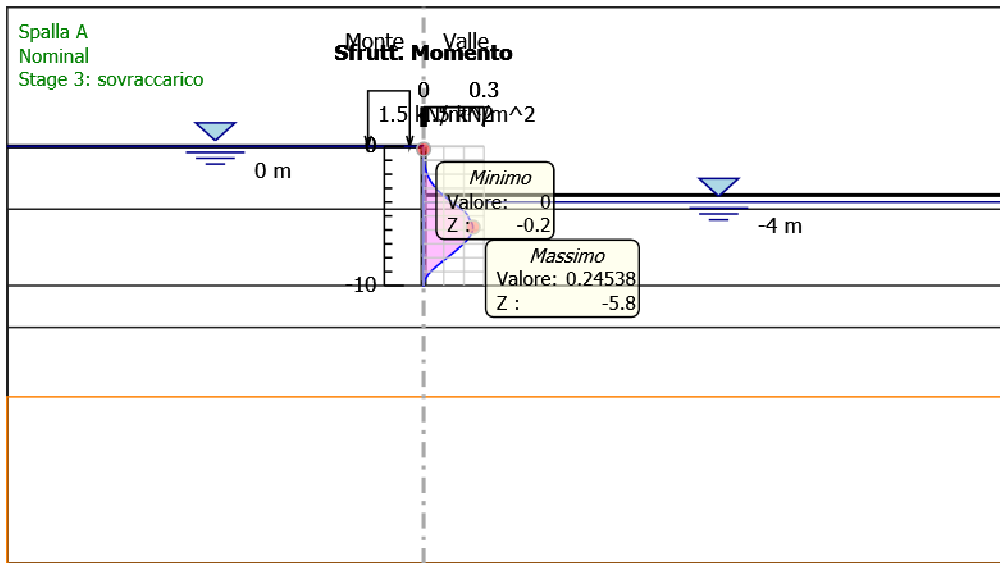 Spalla A
Nominal
Stage 3: sovraccarico
Monte Valle
Sfrutt. Momento
0 0.3
1.5
0
0 m
Minimo
Valore: 0
Z : -0.2
-4 m
Massimo
Valore: 0.24538
Z : -5.8
-10